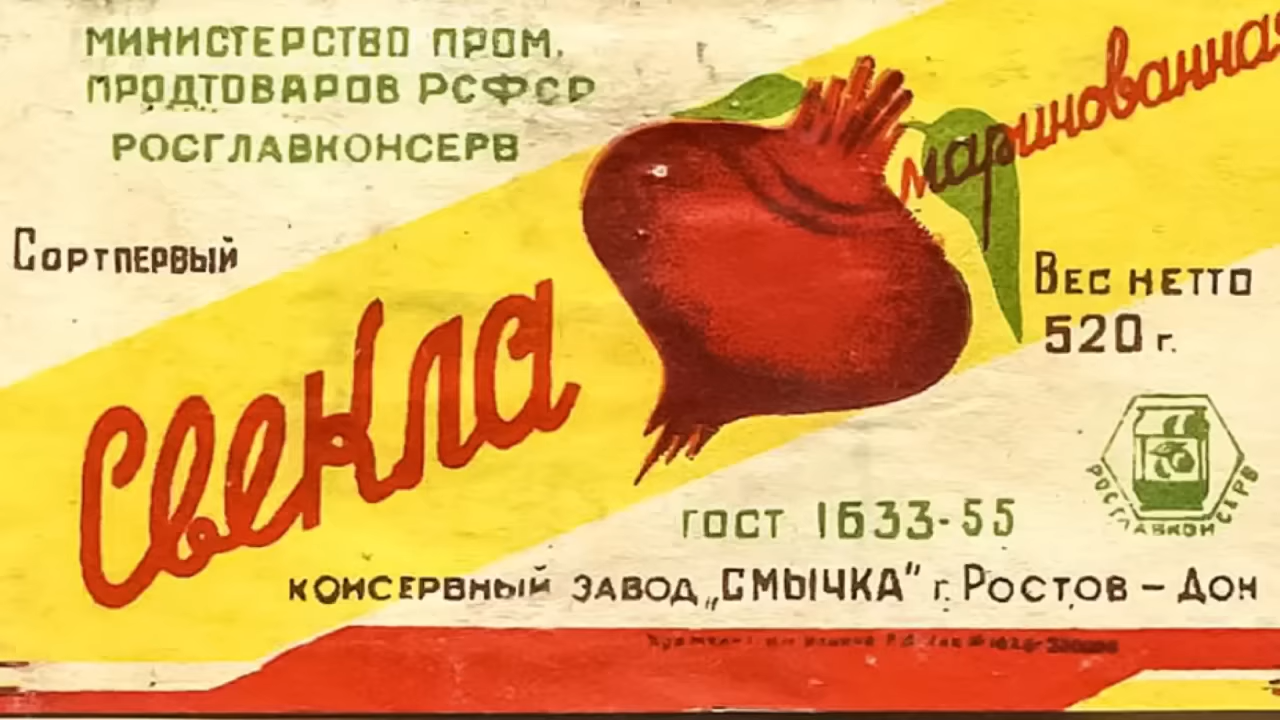 МИНИСТЕРСТВО ПРОМ.
ПРОДТОВАРОВ РСФСР
РОСГЛАВКОНСЕРВ
маринованная
Сорт первый
Вес нетто
520 г.
Свекла
РОСГЛАВКОНСЕРВ
ГОСТ 1633-55
КОНСЕРВНЫЙ ЗАВОД „СМЫЧКА" г. Ростов – Дон